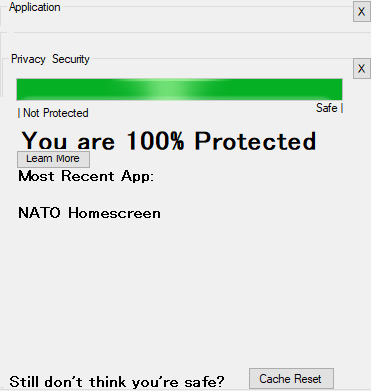 Application
X
Privacy Security
X
| Not Protected
Safe |
You are 100% Protected
Learn More
Most Recent App:
NATO Homescreen
Still don't think you're safe?
Cache Reset